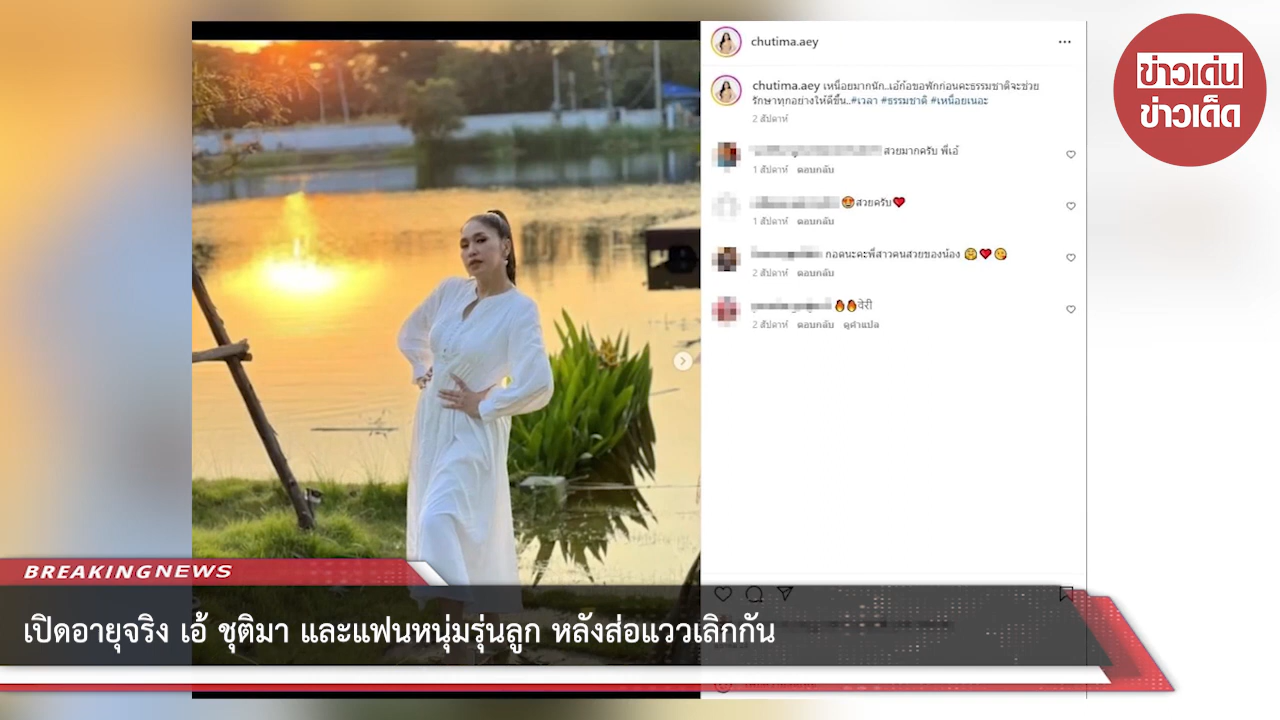 chutima.aey
chutima.aey เหนื่อยมากนัก..เอ้ก้อขอพักก่อนคะธรรมชาติจะช่วย
รักษาทุกอย่างให้ดีขึ้น..#เวลา #ธรรมชาติ #เหนื่อยเนอะ
2 สัปดาห์
สวยมากครับ พี่เอ้
1 สัปดาห์ ตอบกลับ
🤩สวยครับ❤️
1 สัปดาห์ ตอบกลับ
กอดนะคะพี่สาวคนสวยของน้อง 🤗❤️😘
2 สัปดาห์ ตอบกลับ
🔥🔥वेरी
2 สัปดาห์ ตอบกลับ ดูคำแปล
ข่าวเด่น
ข่าวเด็ด
BREAKING NEWS
เปิดอายุจริง เอ้ ชุติมา และแฟนหนุ่มรุ่นลูก หลังส่อแววเลิกกัน